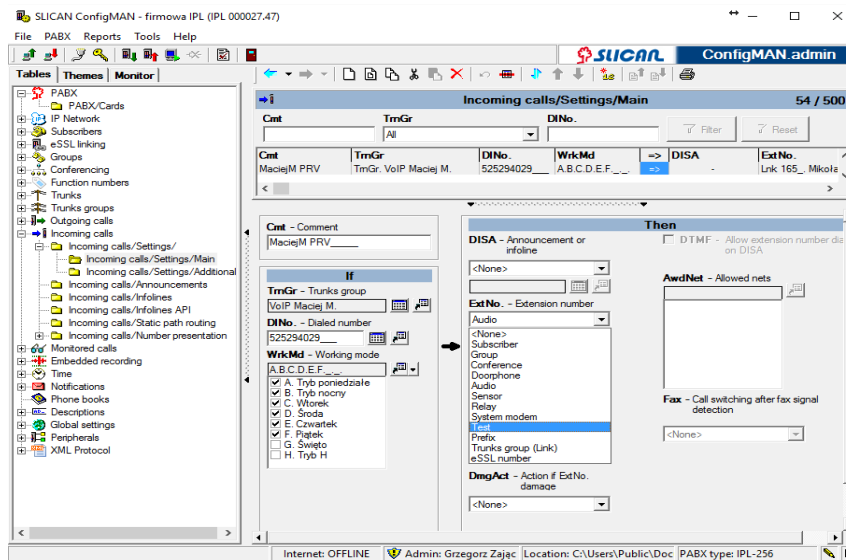 SLICAN ConfigMAN - firmowa IPL (IPL 000027.47)
File PABX Reports Tools Help
SLICAN ConfigMAN.admin
Tables Themes Monitor
PABX
PABX/Cards
IP Network
Subscribers
eSSL linking
Groups
Conferencing
Function numbers
Trunks
Trunks groups
Outgoing calls
Incoming calls
Incoming calls/Settings/
Incoming calls/Settings/Main
Incoming calls/Settings/Additional
Incoming calls/Announcements
Incoming calls/Infolines
Incoming calls/Infolines API
Incoming calls/Static path routing
Incoming calls/Number presentation
Monitored calls
Embedded recording
Time
Notifications
Phone books
Descriptions
Global settings
Peripherals
XML Protocol
Incoming calls/Settings/Main 54 / 500
Cmt TrnGr DINo.
All Filter Reset
Cmt TrnGr DINo. WrkMd => DISA ExtNo.
MaciejM PRV TrnGr. VoIP Maciej M. 525294029___ A.B.C.D.E.F._._. => - Lnk 165_. Mikoła
Cmt - Comment
MaciejM PRV_____
If
TrnGr - Trunks group
VoIP Maciej M.
DINo. - Dialed number
525294029___
WrkMd - Working mode
A.B.C.D.E.F._._.
A. Tryb poniedziałe
B. Tryb nocny
C. Wtorek
D. Środa
E. Czwartek
F. Piątek
G. Święto
H. Tryb H
Then
DISA - Announcement or
infoline
<None>
ExtNo. - Extension number
Audio
<None>
Subscriber
Group
Conference
Doorphone
Audio
Sensor
Relay
System modem
Test
Prefix
Trunks group (Link)
eSSL number
DmgAct - Action if ExtNo.
damage
<None>
DTMF - Allow extension number dia
on DISA
AwdNet - Allowed nets
Fax - Call switching after fax signal
detection
<None>
Internet: OFFLINE Admin: Grzegorz Zając Location: C:\Users\Public\Doc PABX type: IPL-256